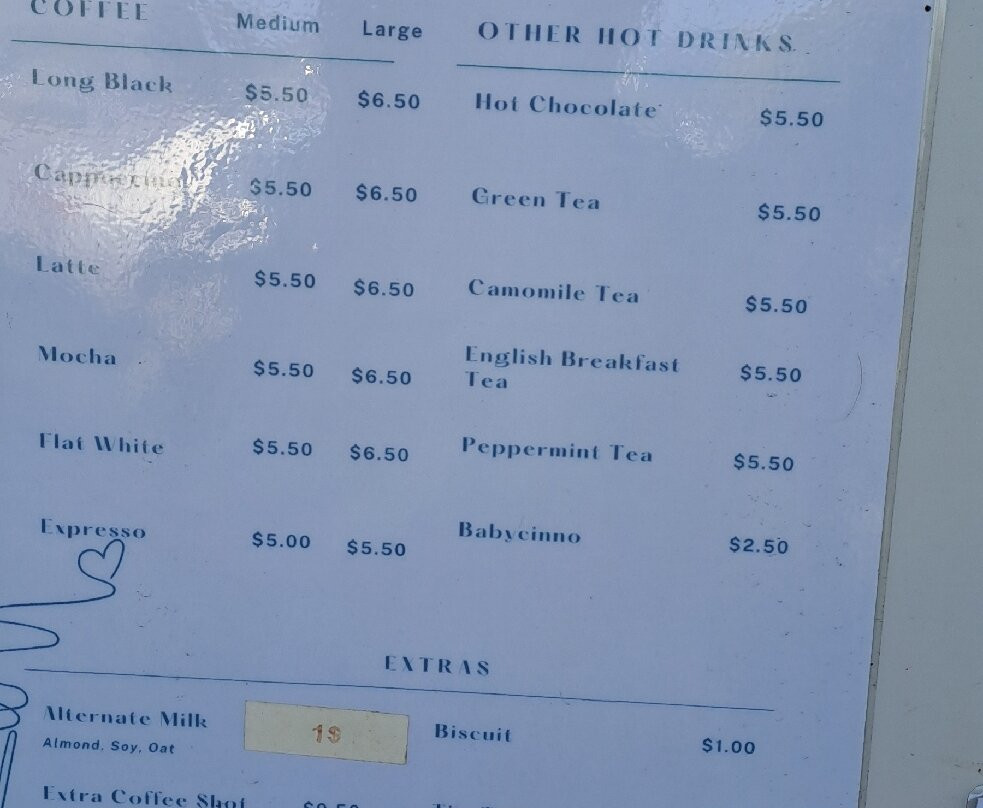 COFFEE Medium Large
Long Black $5.50 $6.50
Cappuccino $5.50 $6.50
Latte $5.50 $6.50
Mocha $5.50 $6.50
Flat White $5.50 $6.50
Expresso $5.00 $5.50
OTHER HOT DRINKS
Hot Chocolate $5.50
Green Tea $5.50
Camomile Tea $5.50
English Breakfast
Tea $5.50
Peppermint Tea $5.50
Babycinno $2.50
EXTRAS
Alternate Milk 1$
Almond, Soy, Oat
Biscuit $1.00
Extra Coffee Shot